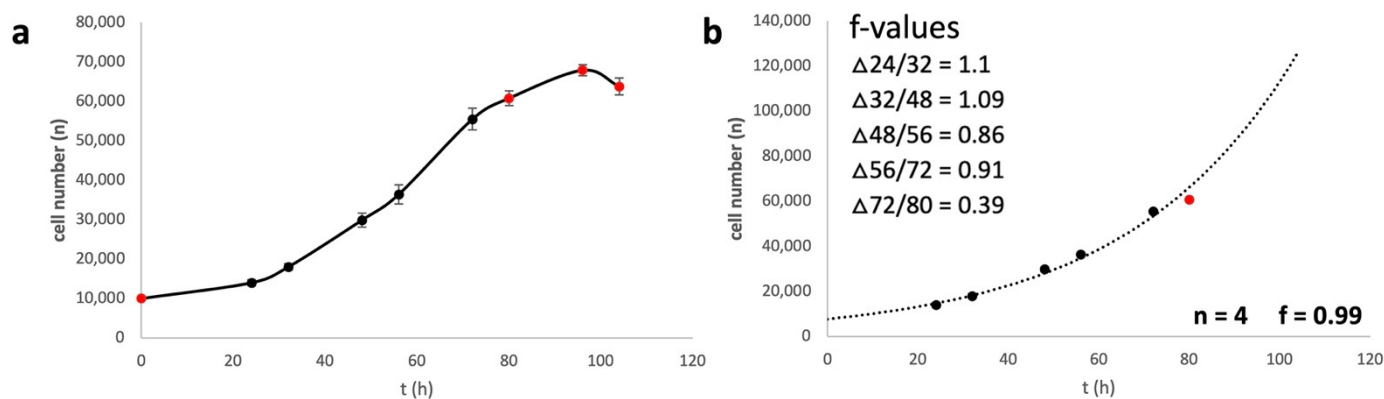 a
80,000
70,000
60,000
50,000
40,000
30,000
20,000
10,000
0
cell number (n)
0 20 40 60 80 100 120
t (h)
b
140,000
120,000
100,000
80,000
60,000
40,000
20,000
0
cell number (n)
f-values
△24/32 = 1.1
△32/48 = 1.09
△48/56 = 0.86
△56/72 = 0.91
△72/80 = 0.39
n = 4 f = 0.99
0 20 40 60 80 100 120
t (h)